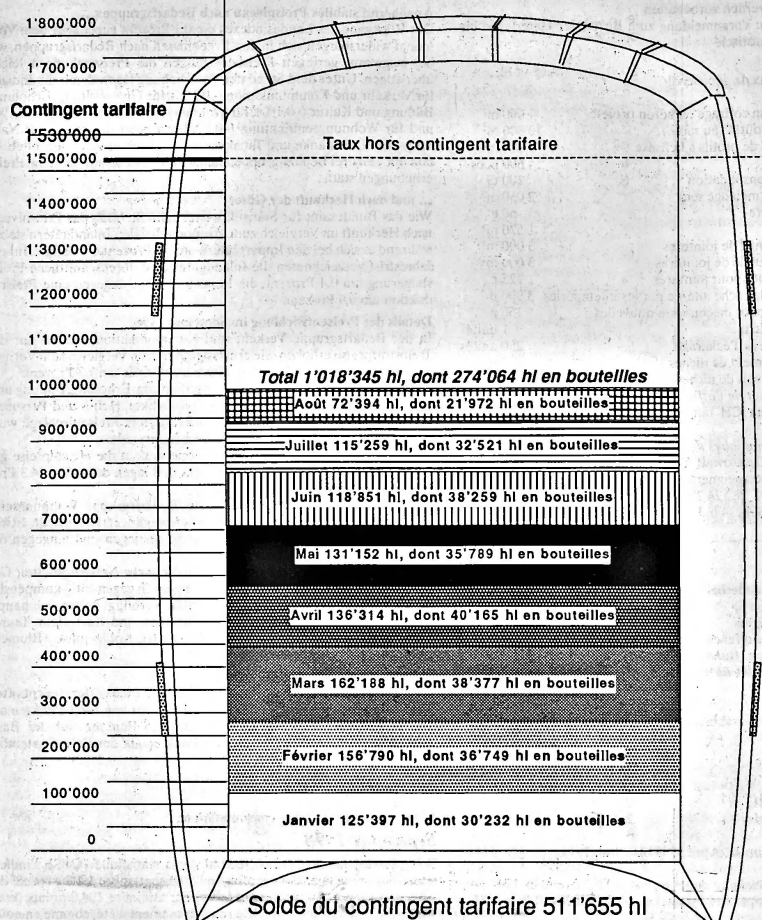 1'800'000
1'700'000
Contingent tarifaire
1'530'000
Taux hors contingent tarifaire
1'500'000
1'400'000
1'300'000
1'200'000
1'100'000
1'000'000
Total 1'018'345 hl, dont 274'064 hl en bouteilles
Août 72'394 hl, dont 21'972 hl en bouteilles
900'000
Juillet 115'259 hl, dont 32'521 hl en bouteilles
800'000
Juin 118'851 hl, dont 38'259 hl en bouteilles
700'000
Mai 131'152 hl, dont 35'789 hl en bouteilles
600'000
500'000
Avril 136'314 hl, dont 40'165 hl en bouteilles
400'000
Mars 162'188 hl, dont 38'377 hl en bouteilles
300'000
200'000
Février 156'790 hl, dont 36'749 hl en bouteilles
100'000
Janvier 125'397 hl, dont 30'232 hl en bouteilles
0
Solde du contingent tarifaire 511'655 hl